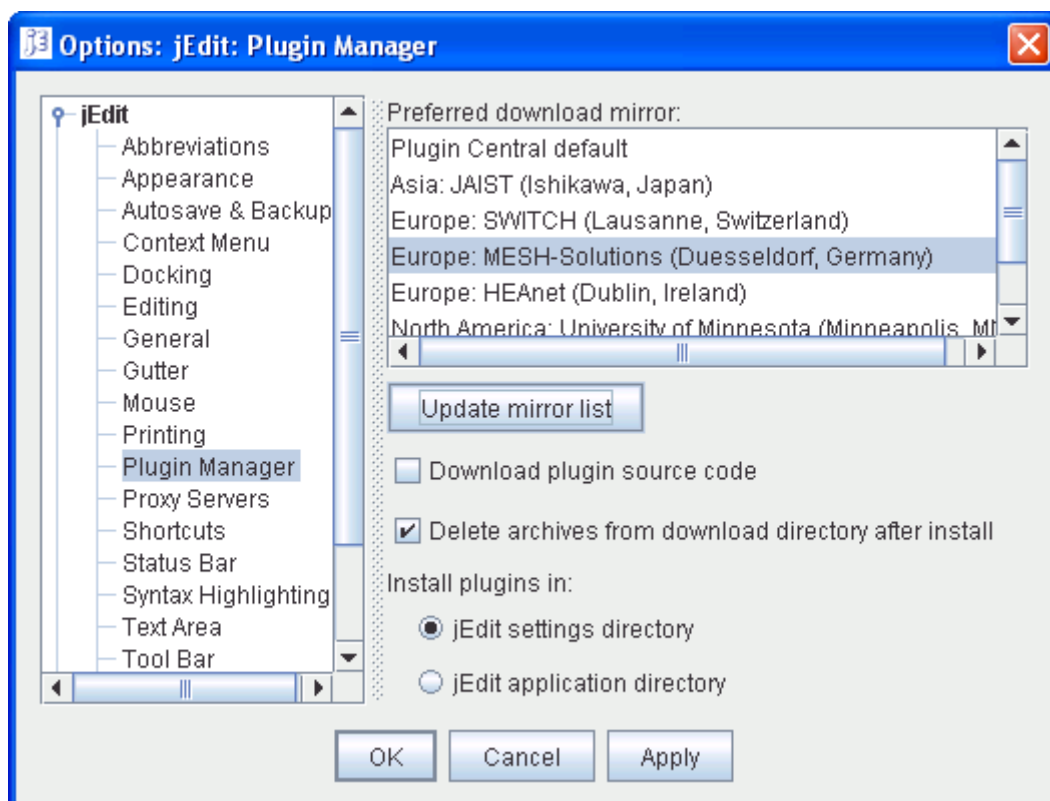 Options: jEdit: Plugin Manager
jEdit
Abbreviations
Appearance
Autosave & Backup
Context Menu
Docking
Editing
General
Gutter
Mouse
Printing
Plugin Manager
Proxy Servers
Shortcuts
Status Bar
Syntax Highlighting
Text Area
Tool Bar
Preferred download mirror:
Plugin Central default
Asia: JAIST (Ishikawa, Japan)
Europe: SWITCH (Lausanne, Switzerland)
Europe: MESH-Solutions (Duesseldorf, Germany)
Europe: HEAnet (Dublin, Ireland)
North America: University of Minnesota (Minneapolis,
Update mirror list
Download plugin source code
Delete archives from download directory after install
Install plugins in:
jEdit settings directory
jEdit application directory
OK
Cancel
Apply